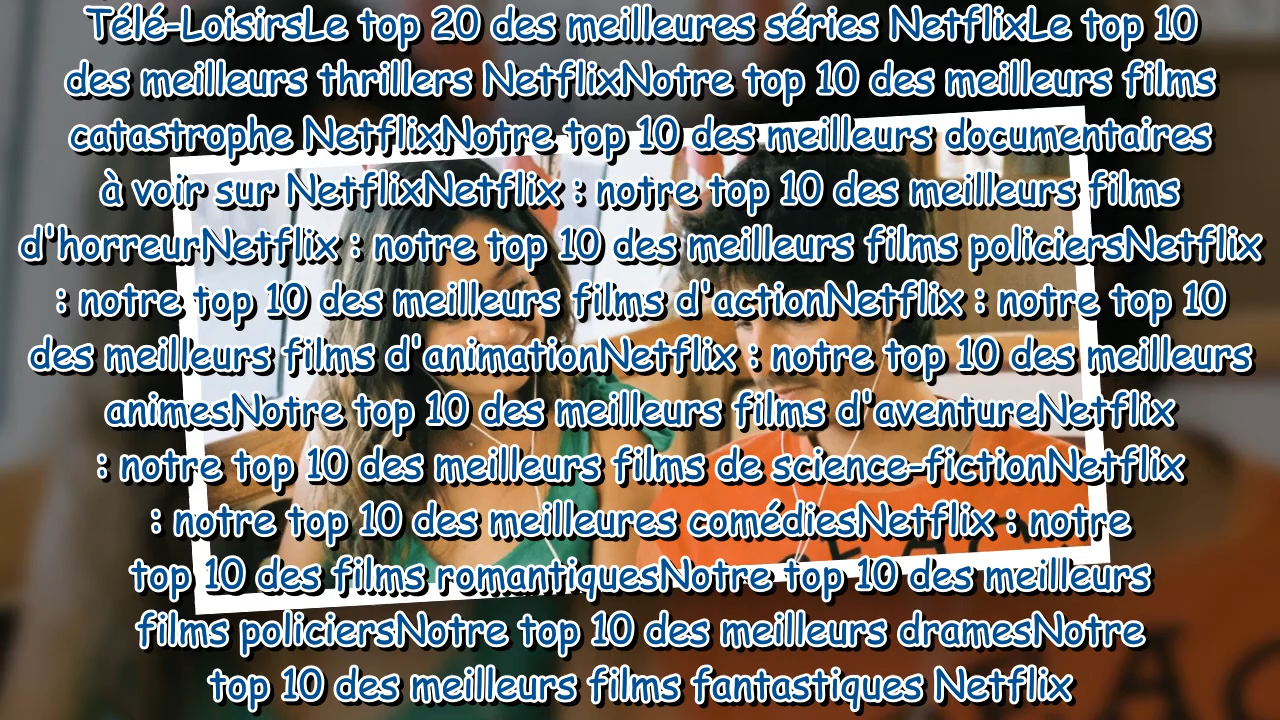 Télé-LoisirsLe top 20 des meilleures séries NetflixLe top 10
des meilleurs thrillers NetflixNotre top 10 des meilleurs films
catastrophe NetflixNotre top 10 des meilleurs documentaires
à voir sur NetflixNetflix : notre top 10 des meilleurs films
d'horreurNetflix : notre top 10 des meilleurs films policiersNetflix
: notre top 10 des meilleurs films d'actionNetflix : notre top 10
des meilleurs films d'animationNetflix : notre top 10 des meilleurs
animesNotre top 10 des meilleurs films d'aventureNetflix
: notre top 10 des meilleurs films de science-fictionNetflix
: notre top 10 des meilleures comédiesNetflix : notre
top 10 des films romantiquesNotre top 10 des meilleurs
films policiersNotre top 10 des meilleurs dramesNotre
top 10 des meilleurs films fantastiques Netflix